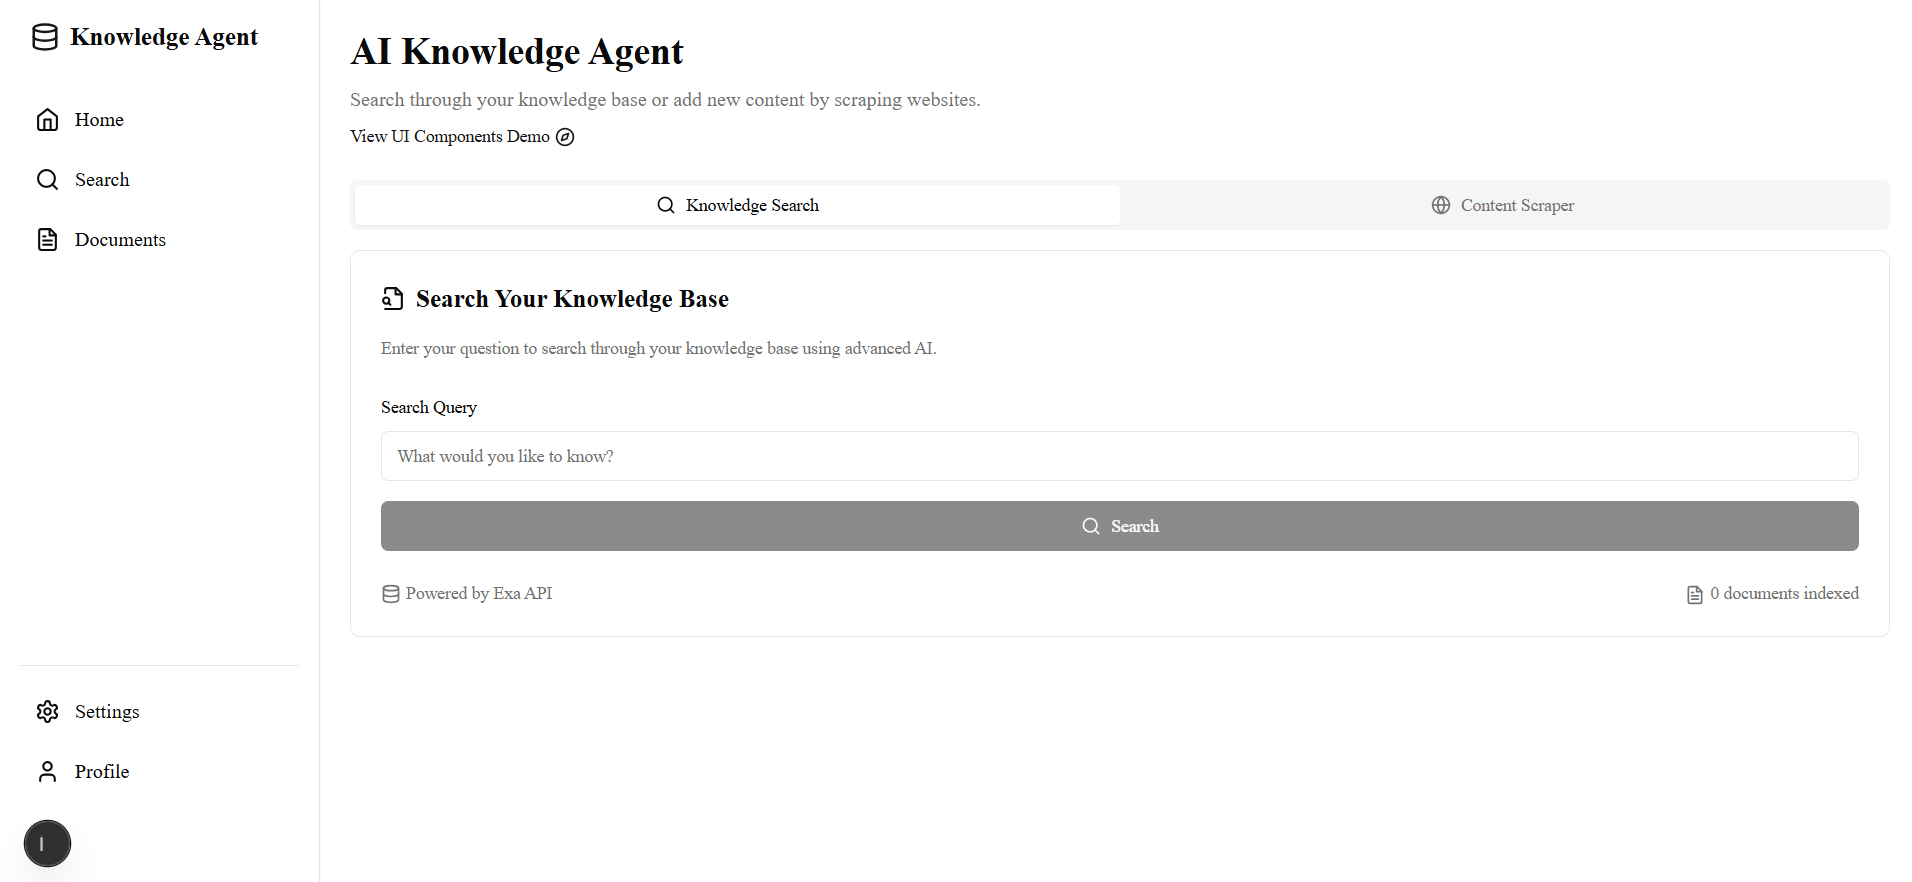 Knowledge Agent
Home
Search
Documents
Settings
Profile
AI Knowledge Agent
Search through your knowledge base or add new content by scraping websites.
View UI Components Demo
Knowledge Search
Content Scraper
Search Your Knowledge Base
Enter your question to search through your knowledge base using advanced AI.
Search Query
What would you like to know?
Search
Powered by Exa API
0 documents indexed